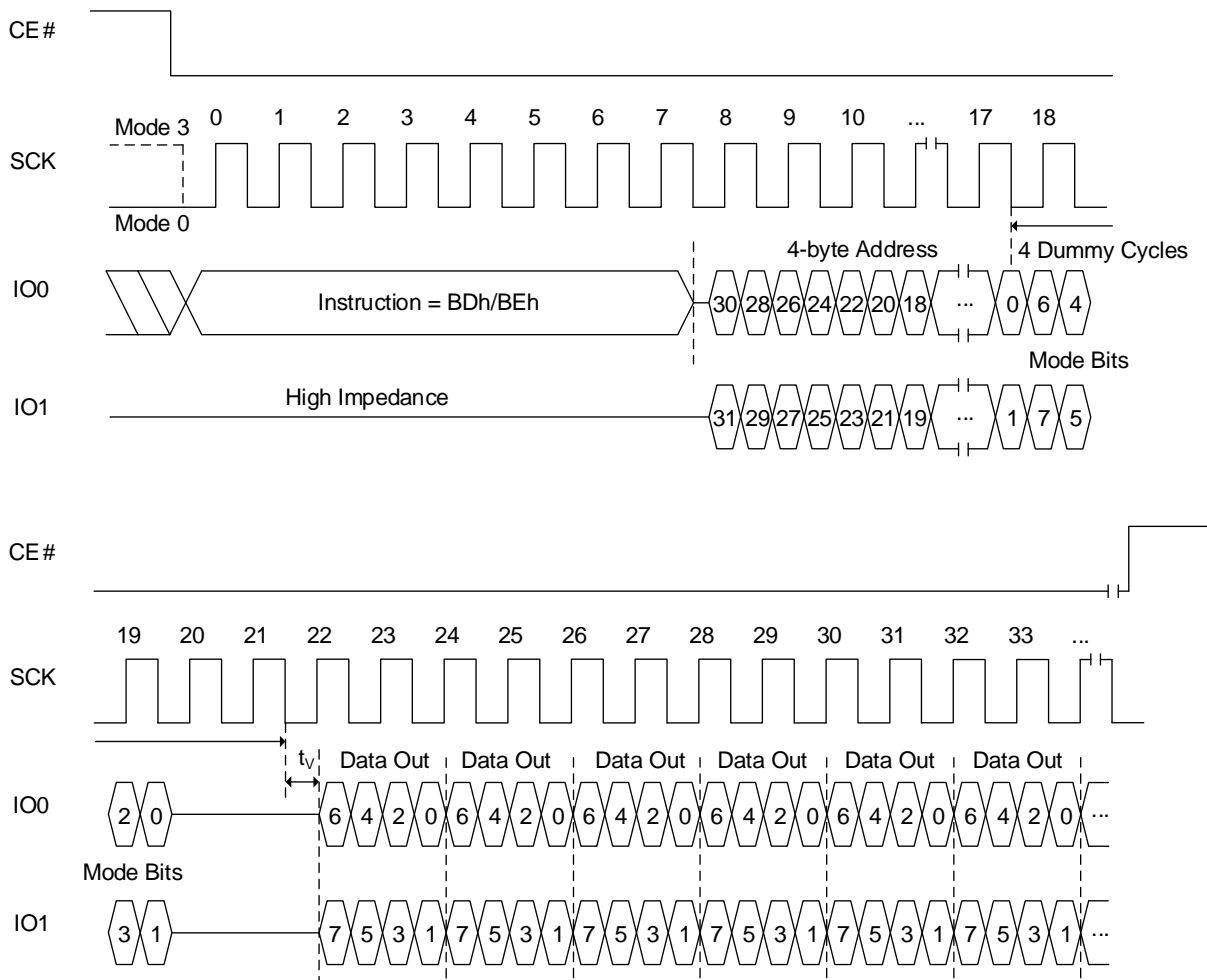 CE#
0 1 2 3 4 5 6 7 8 9 10 ... 17 18
Mode 3
SCK
Mode 0
4-byte Address 4 Dummy Cycles
IO0
Instruction = BDh/BEh
30 28 26 24 22 20 18 ... 0 6 4
Mode Bits
IO1
High Impedance
31 29 27 25 23 21 19 ... 1 7 5
CE#
19 20 21 22 23 24 25 26 27 28 29 30 31 32 33 ...
SCK
tV Data Out Data Out Data Out Data Out Data Out Data Out
IO0
2 0 6 4 2 0 6 4 2 0 6 4 2 0 6 4 2 0 6 4 2 0 6 4 2 0 ...
Mode Bits
IO1
3 1 7 5 3 1 7 5 3 1 7 5 3 1 7 5 3 1 7 5 3 1 7 5 3 1 ...